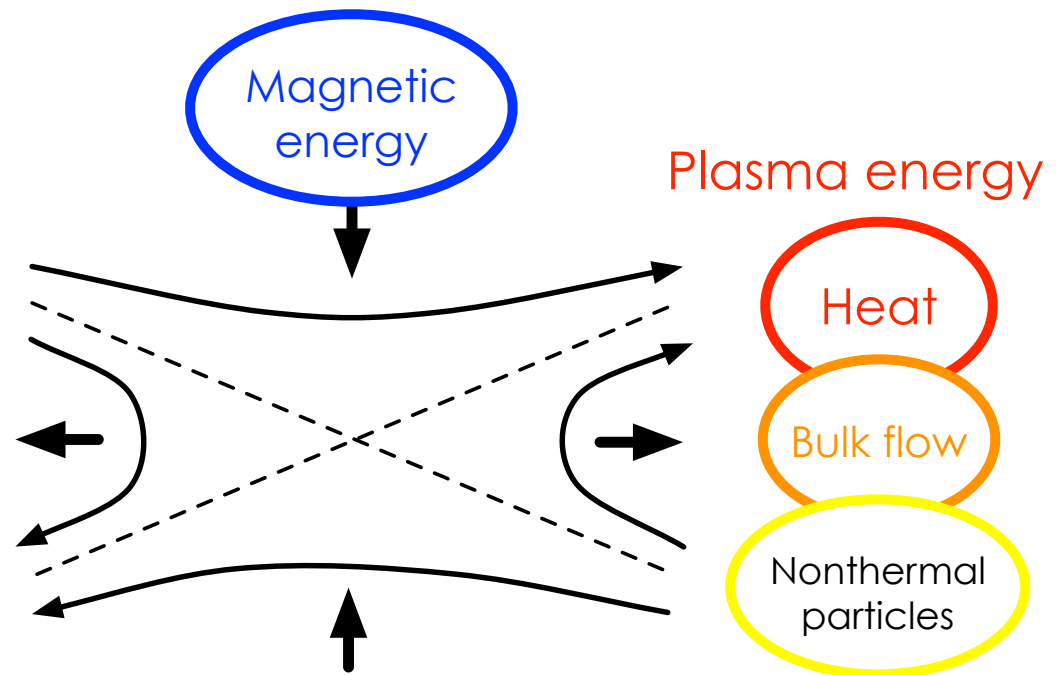 Magnetic
energy
Plasma energy
Heat
Bulk flow
Nonthermal
particles